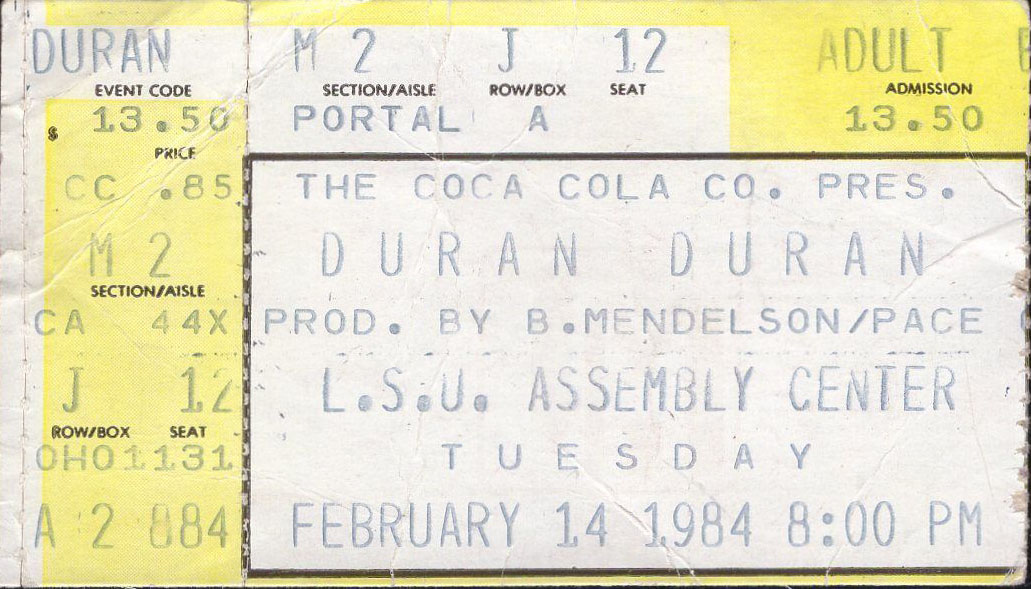 DURAN
EVENT CODE
$ 13.50
PRICE
CC .85
M 2
SECTION/AISLE
CA 44X
J 12
ROW/BOX SEAT
OHO1131
A 2 884
M 2 J 12 ADULT
SECTION/AISLE ROW/BOX SEAT ADMISSION
PORTAL A 13.50
THE COCA COLA CO. PRES.
DURAN DURAN
PROD. BY B.MENDELSON/PACE
L.S.U. ASSEMBLY CENTER
TUESDAY
FEBRUARY 14 1984 8:00 PM